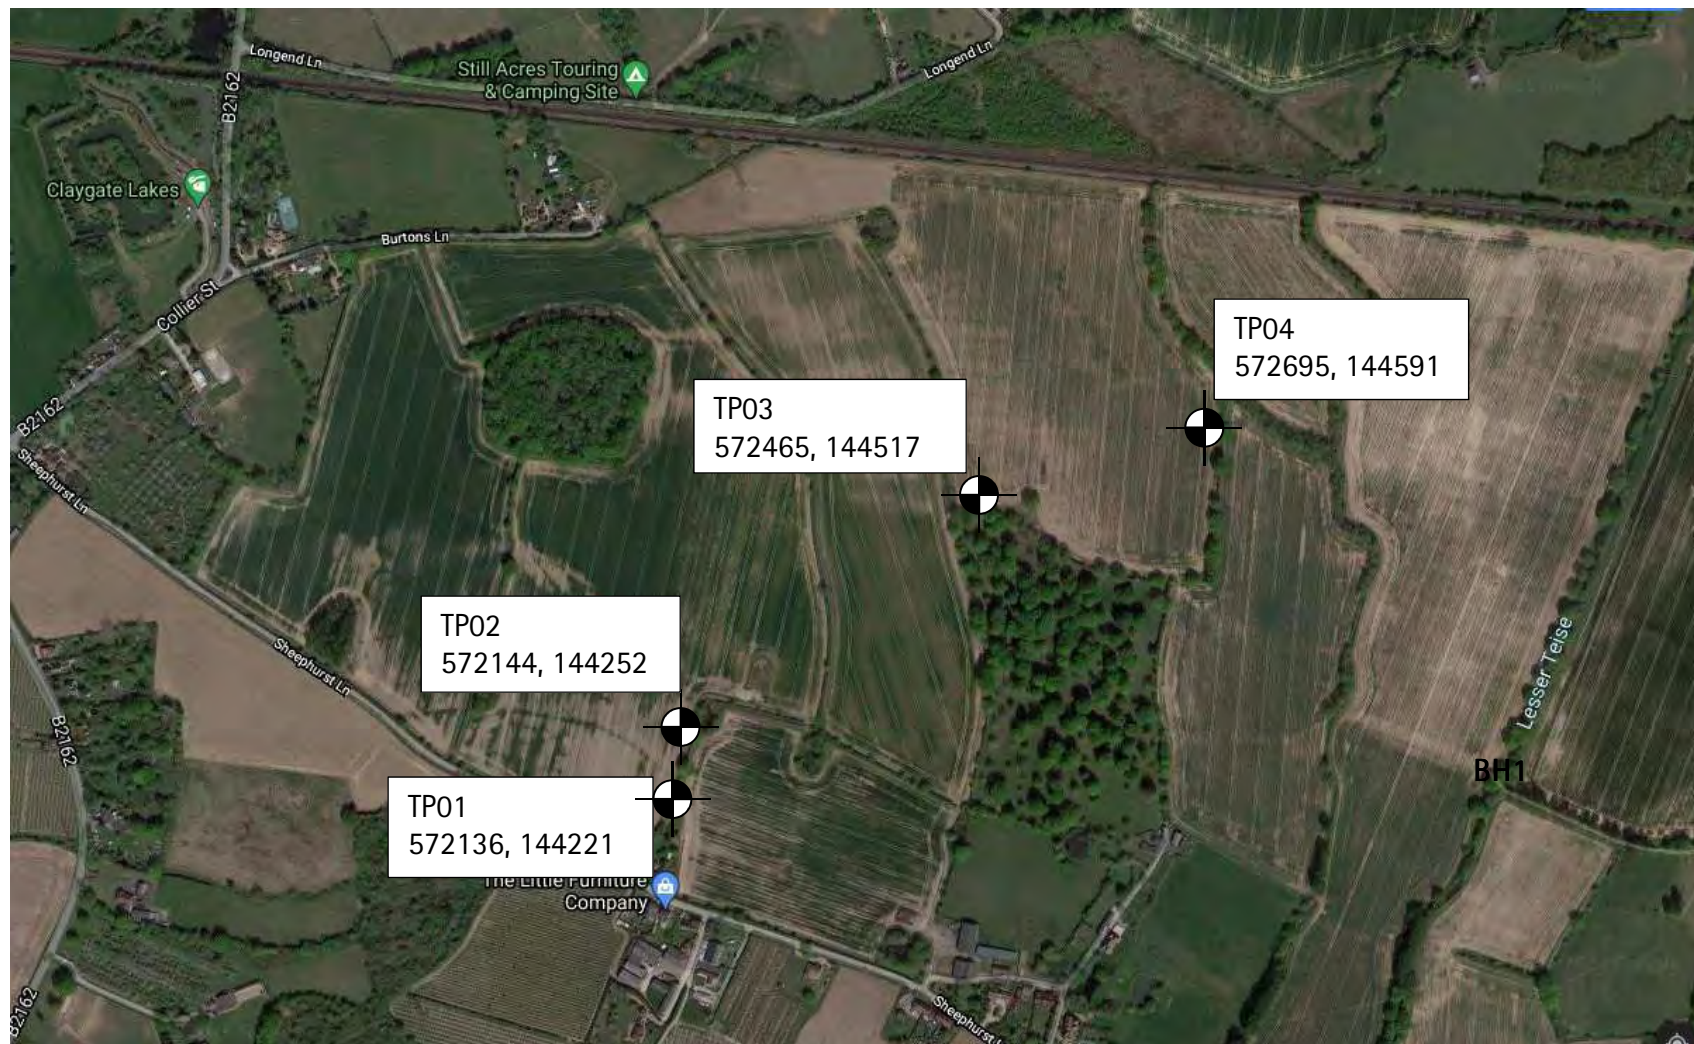 Longend Ln
Still Acres Touring
& Camping Site
Longend Ln
B2162
Claygate Lakes
Burtons Ln
Collier St
B2162
Sheephurst Ln
TP04
572695, 144591
TP03
572465, 144517
TP02
572144, 144252
Sheephurst Ln
Lesser Teise
B2162
BH1
TP01
572136, 144221
The Little Furniture
Company
B2162
Sheephurst Ln